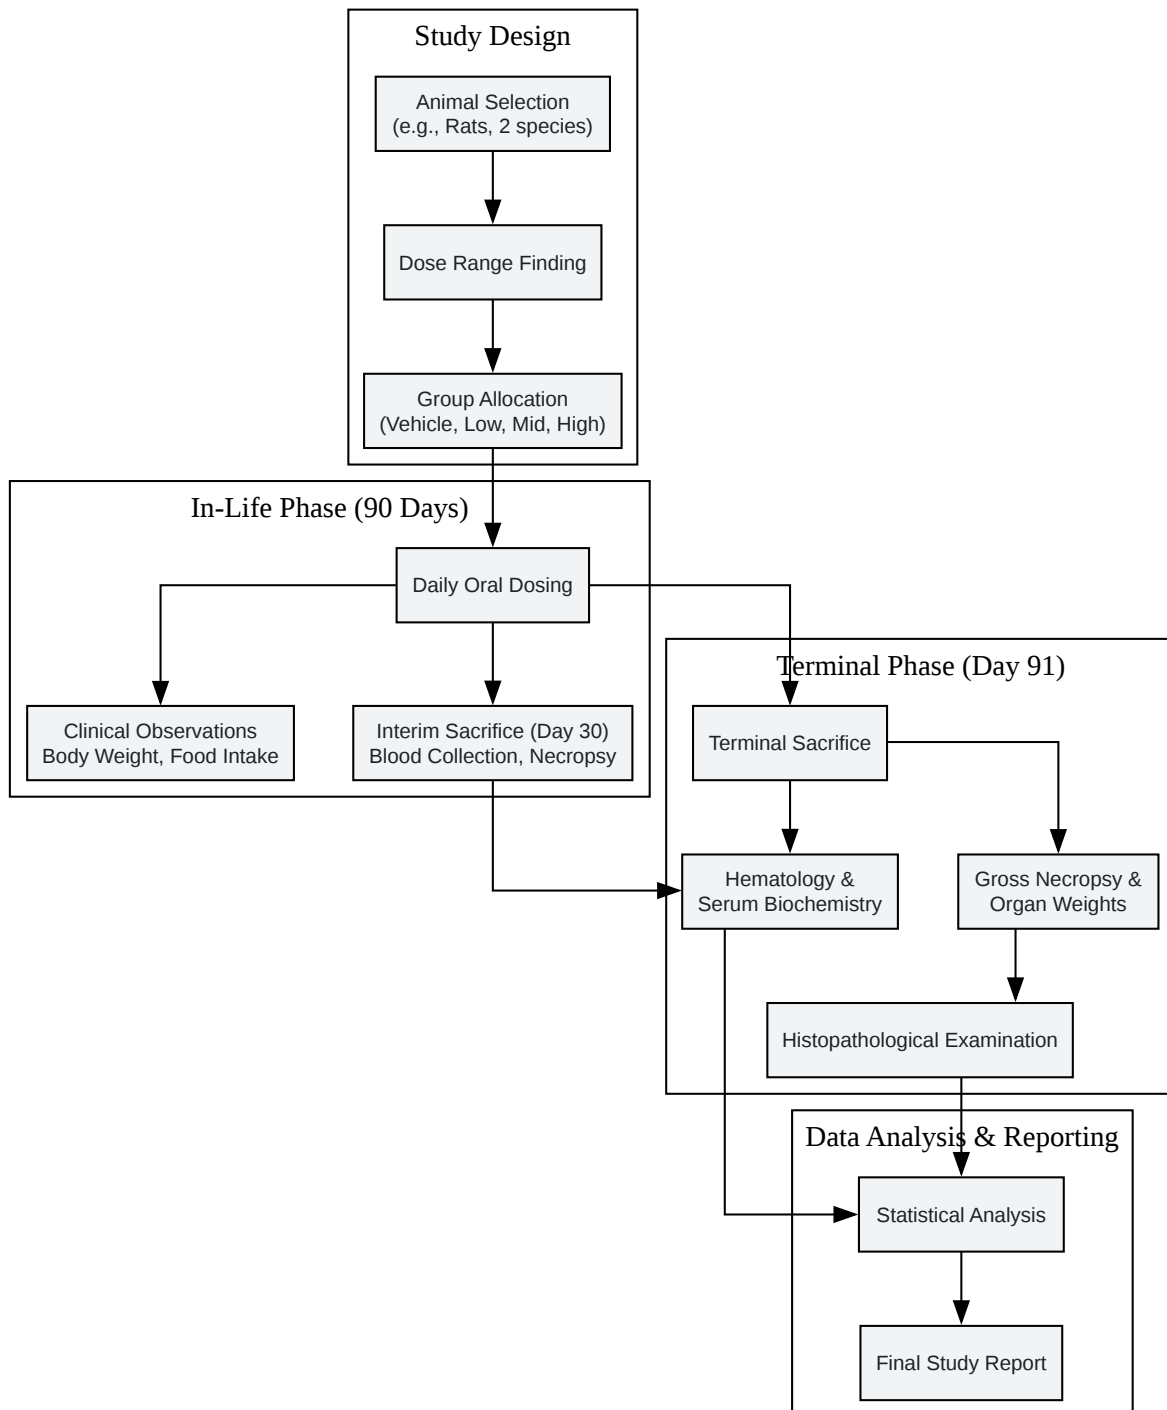 Study Design
Animal Selection
(e.g., Rats, 2 species)
Dose Range Finding
Group Allocation
(Vehicle, Low, Mid, High)
In-Life Phase (90 Days)
Daily Oral Dosing
Clinical Observations
Body Weight, Food Intake
Interim Sacrifice (Day 30)
Blood Collection, Necropsy
Terminal Phase (Day 91)
Terminal Sacrifice
Hematology &
Serum Biochemistry
Gross Necropsy &
Organ Weights
Histopathological Examination
Data Analysis & Reporting
Statistical Analysis
Final Study Report